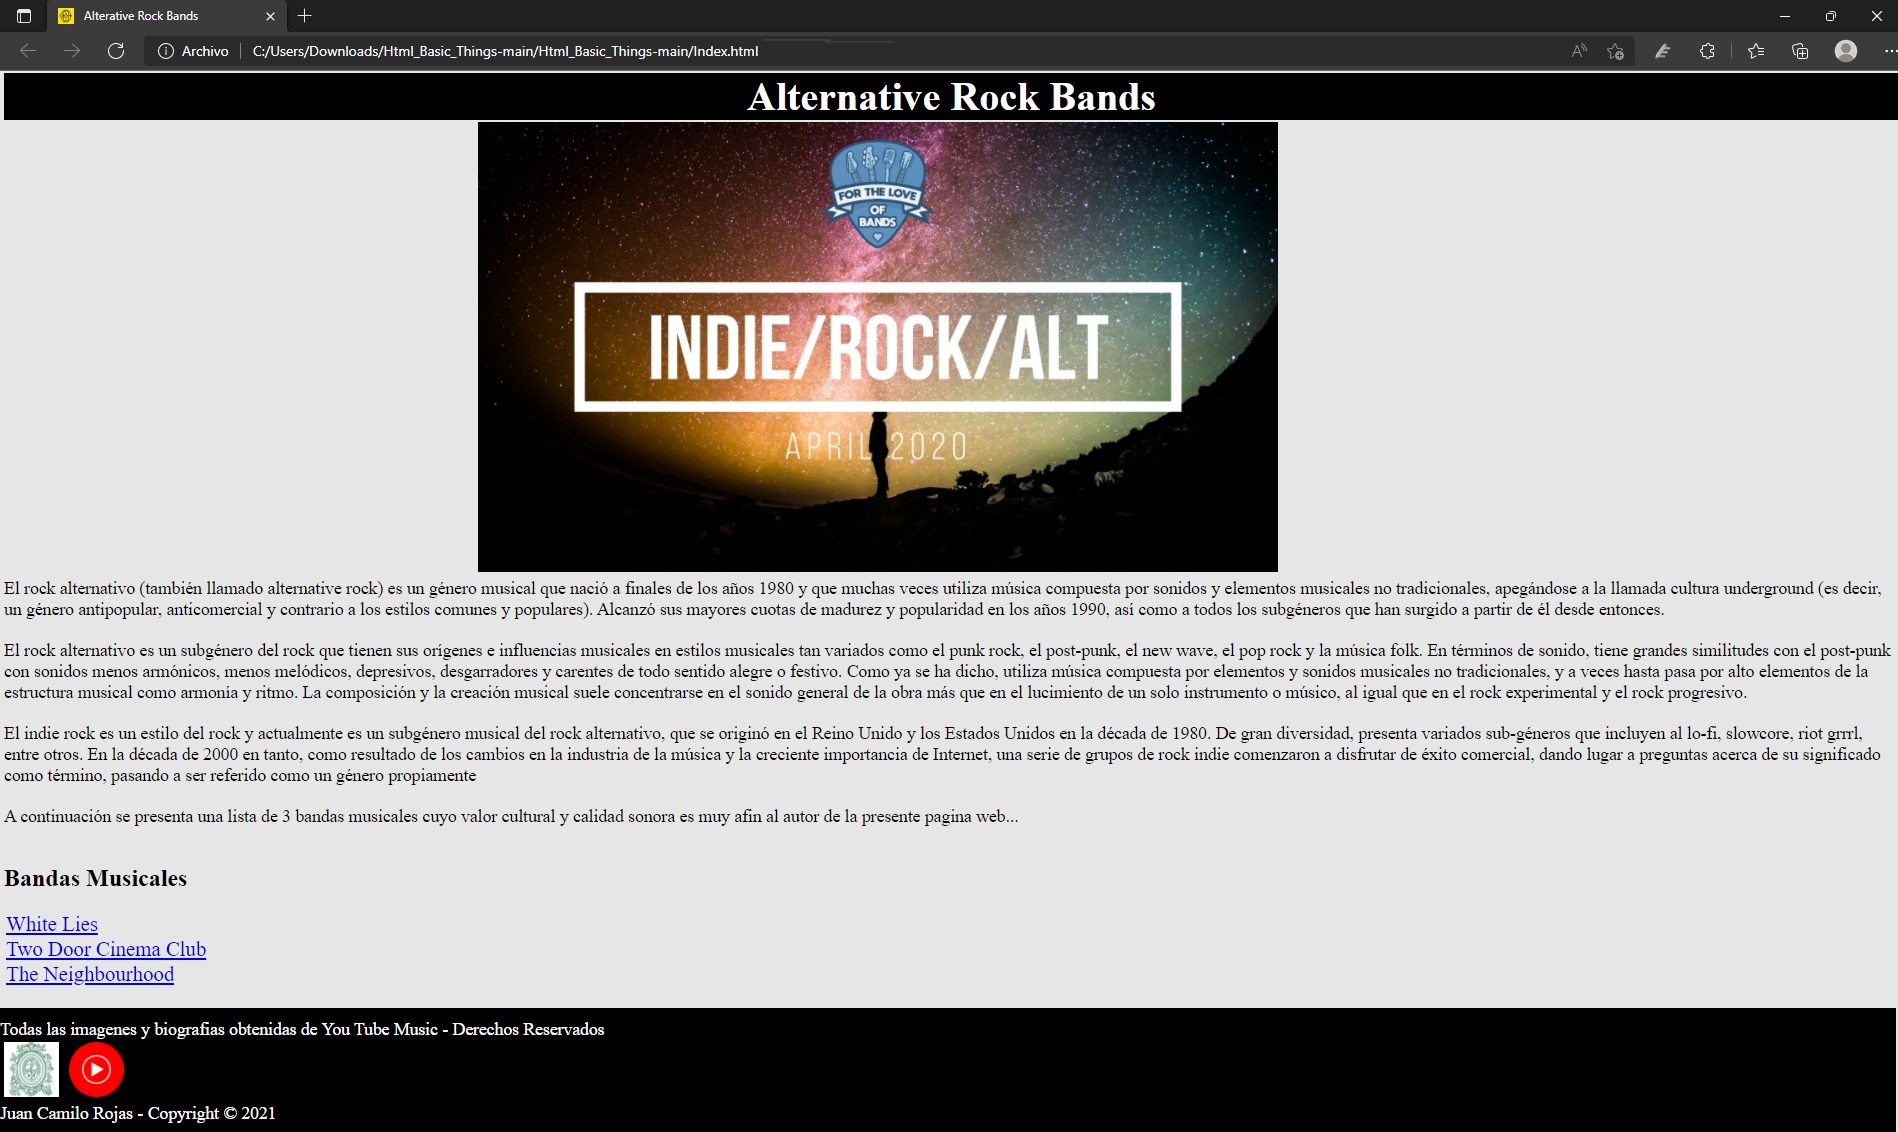 Alterative Rock Bands
Archivo
C:/Users/Downloads/Html_Basic_Things-main/Html_Basic_Things-main/Index.html
Alternative Rock Bands
FOR THE LOVE
OF
BANDS
INDIE/ROCK/ALT
APRIL 2020
El rock alternativo (también llamado alternative rock) es un género musical que nació a finales de los años 1980 y que muchas veces utiliza música compuesta por sonidos y elementos musicales no tradicionales, apegándose a la llamada cultura underground (es decir,
un género antipopular, anticomercial y contrario a los estilos comunes y populares). Alcanzó sus mayores cuotas de madurez y popularidad en los años 1990, así como a todos los subgéneros que han surgido a partir de él desde entonces.
El rock alternativo es un subgénero del rock que tienen sus orígenes e influencias musicales en estilos musicales tan variados como el punk rock, el post-punk, el new wave, el pop rock y la música folk. En términos de sonido, tiene grandes similitudes con el post-punk
con sonidos menos armónicos, menos melódicos, depresivos, desgarradores y carentes de todo sentido alegre o festivo. Como ya se ha dicho, utiliza música compuesta por elementos y sonidos musicales no tradicionales, y a veces hasta pasa por alto elementos de la
estructura musical como armonía y ritmo. La composición y la creación musical suele concentrarse en el sonido general de la obra más que en el lucimiento de un solo instrumento o músico, al igual que en el rock experimental y el rock progresivo.
El indie rock es un estilo del rock y actualmente es un subgénero musical del rock alternativo, que se originó en el Reino Unido y los Estados Unidos en la década de 1980. De gran diversidad, presenta variados sub-géneros que incluyen al lo-fi, slowcore, riot grrrl,
entre otros. En la década de 2000 en tanto, como resultado de los cambios en la industria de la música y la creciente importancia de Internet, una serie de grupos de rock indie comenzaron a disfrutar de éxito comercial, dando lugar a preguntas acerca de su significado
como término, pasando a ser referido como un género propiamente
A continuación se presenta una lista de 3 bandas musicales cuyo valor cultural y calidad sonora es muy afin al autor de la presente pagina web...
Bandas Musicales
White Lies
Two Door Cinema Club
The Neighbourhood
Todas las imagenes y biografias obtenidas de You Tube Music - Derechos Reservados
Juan Camilo Rojas - Copyright © 2021